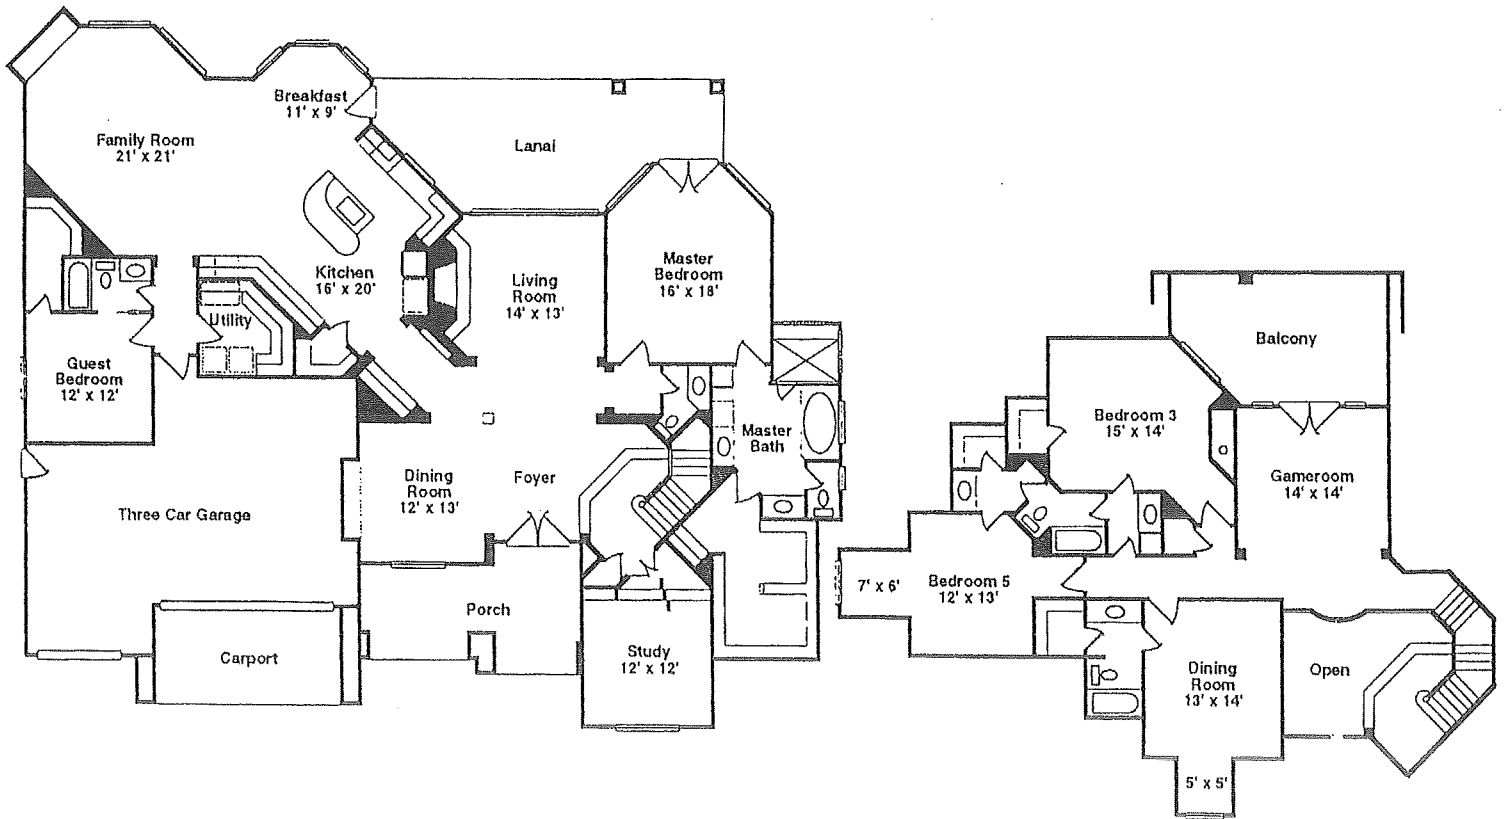 Breakfast
11' x 9'
Family Room
21' x 21'
Lanai
Kitchen
16' x 20'
Living
Room
14' x 13'
Master
Bedroom
16' x 18'
Utility
Guest
Bedroom
12' x 12'
Master
Bath
Dining
Room
12' x 13'
Foyer
Three Car Garage
Porch
Carport
Study
12' x 12'
Balcony
Bedroom 3
15' x 14'
Gameroom
14' x 14'
7' x 6'
Bedroom 5
12' x 13'
Dining
Room
13' x 14'
Open
5' x 5'